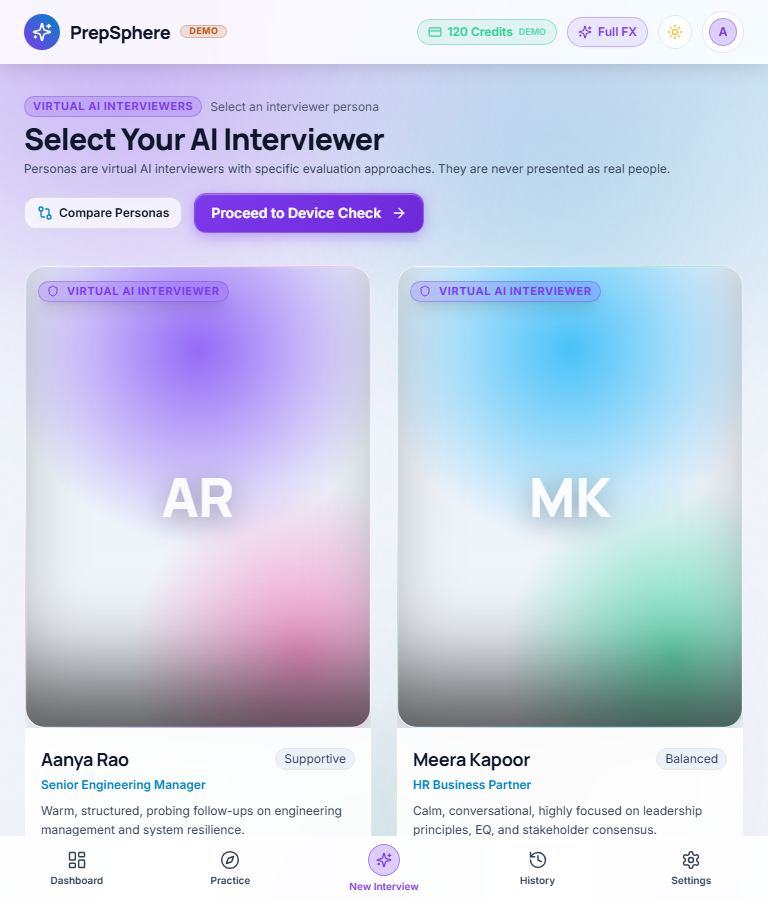 PrepSphere DEMO
120 Credits DEMO
Full FX
A
VIRTUAL AI INTERVIEWERS Select an interviewer persona
Select Your AI Interviewer
Personas are virtual AI interviewers with specific evaluation approaches. They are never presented as real people.
Compare Personas
Proceed to Device Check
VIRTUAL AI INTERVIEWER
AR
Aanya Rao
Supportive
Senior Engineering Manager
Warm, structured, probing follow-ups on engineering
management and system resilience.
VIRTUAL AI INTERVIEWER
MK
Meera Kapoor
Balanced
HR Business Partner
Calm, conversational, highly focused on leadership
principles, EQ, and stakeholder consensus.
Dashboard
Practice
New Interview
History
Settings